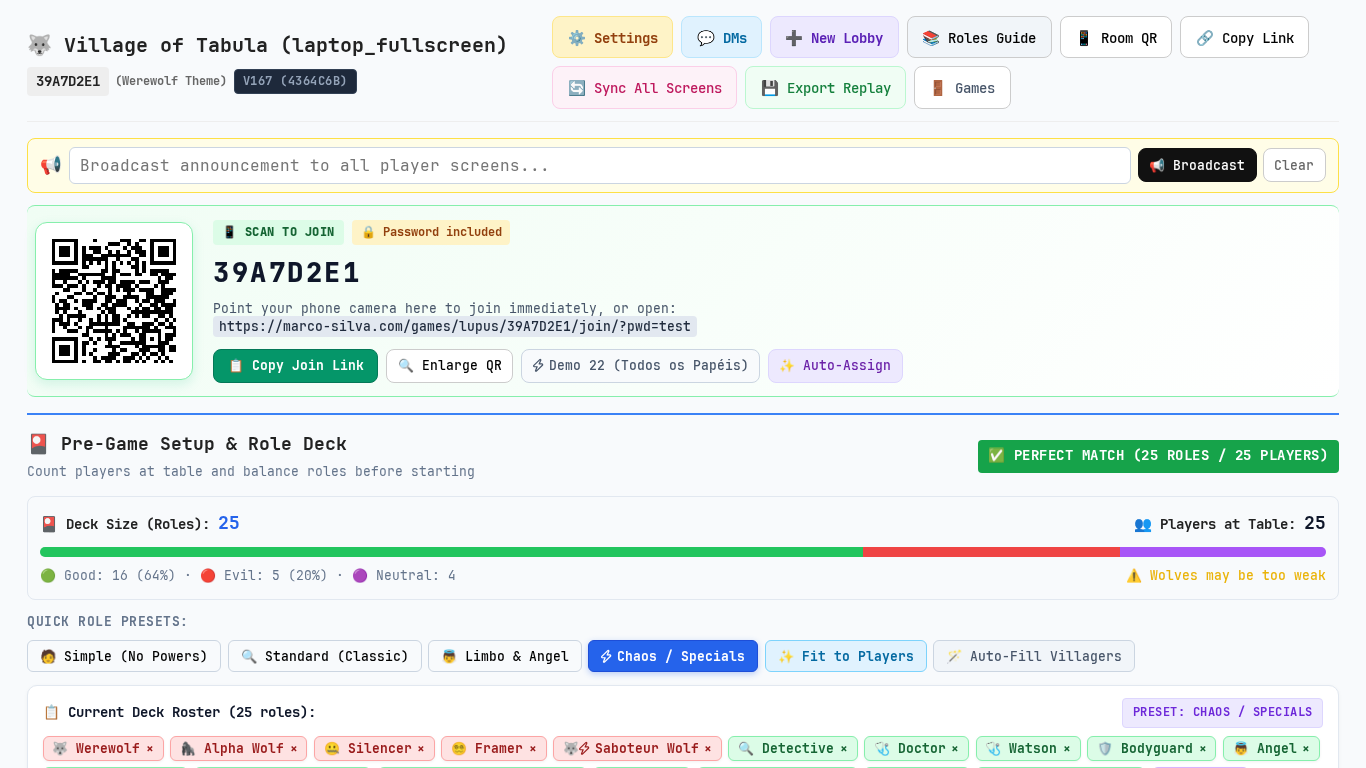 🐺 Village of Tabula (laptop_fullscreen)
39A7D2E1 (Werewolf Theme) V167 (4364C6B)
⚙️ Settings 💬 DMs ➕ New Lobby 📚 Roles Guide 📱 Room QR 🔗 Copy Link
🔄 Sync All Screens 💾 Export Replay 🚪 Games
📢 Broadcast announcement to all player screens... 📢 Broadcast Clear
📱 SCAN TO JOIN 🔒 Password included
39A7D2E1
Point your phone camera here to join immediately, or open:
https://marco-silva.com/games/lupus/39A7D2E1/join/?pwd=test
📋 Copy Join Link 🔍 Enlarge QR ⚡ Demo 22 (Todos os Papéis) ✨ Auto-Assign
🎴 Pre-Game Setup & Role Deck
Count players at table and balance roles before starting
✅ PERFECT MATCH (25 ROLES / 25 PLAYERS)
🎴 Deck Size (Roles): 25 👥 Players at Table: 25
🟢 Good: 16 (64%) · 🔴 Evil: 5 (20%) · 🟣 Neutral: 4 ⚠️ Wolves may be too weak
QUICK ROLE PRESETS:
🧑 Simple (No Powers) 🔍 Standard (Classic) 👼 Limbo & Angel ⚡ Chaos / Specials ✨ Fit to Players 🪄 Auto-Fill Villagers
📋 Current Deck Roster (25 roles): PRESET: CHAOS / SPECIALS
🐺 Werewolf × 🦍 Alpha Wolf × 🤐 Silencer × 😵‍💫 Framer × 🐺⚡ Saboteur Wolf × 🔍 Detective × 🩺 Doctor × 🩺 Watson × 🛡️ Bodyguard × 👼 Angel ×